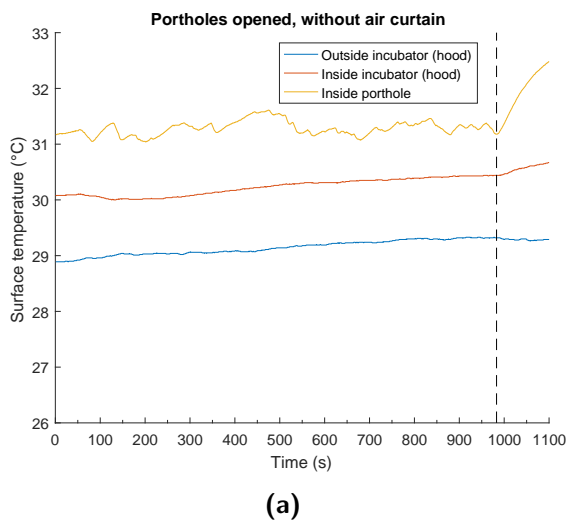 Portholes opened, without air curtain
33
32
31
30
29
28
27
26
Surface temperature (°C)
Outside incubator (hood)
Inside incubator (hood)
Inside porthole
0 100 200 300 400 500 600 700 800 900 1000 1100
Time (s)
(a)